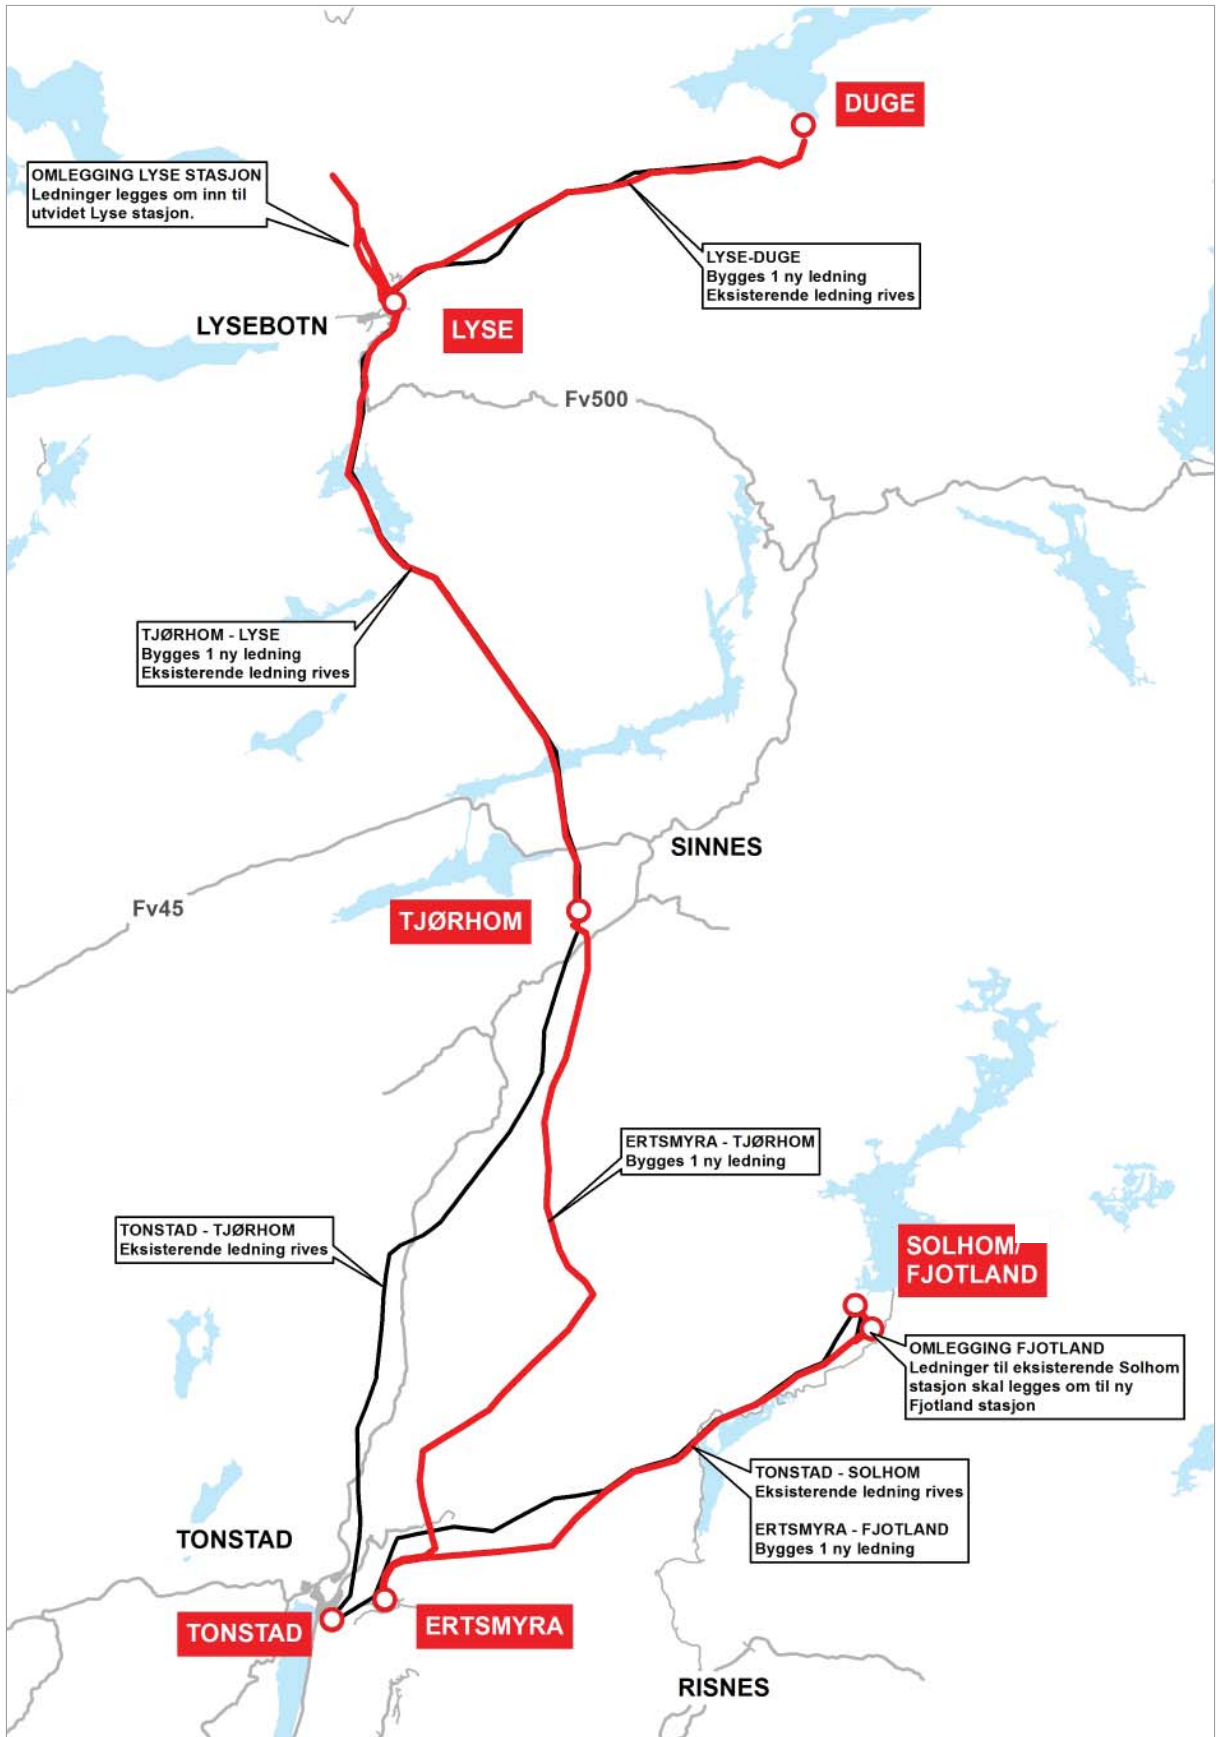 DUGE
OMLEGGING LYSE STASJON
Ledninger legges om inn til
utvidet Lyse stasjon.
LYSE-DUGE
Bygges 1 ny ledning
Eksisterende ledning rives
LYSEBOTN
LYSE
Fv500
TJØRHOM - LYSE
Bygges 1 ny ledning
Eksisterende ledning rives
SINNES
Fv45
TJØRHOM
ERTSMYRA - TJØRHOM
Bygges 1 ny ledning
TONSTAD - TJØRHOM
Eksisterende ledning rives
SOLHOM/
FJOTLAND
OMLEGGING FJOTLAND
Ledninger til eksisterende Solhom
stasjon skal legges om til ny
Fjotland stasjon
TONSTAD - SOLHOM
Eksisterende ledning rives
ERTSMYRA - FJOTLAND
Bygges 1 ny ledning
TONSTAD
TONSTAD
ERTSMYRA
RISNES